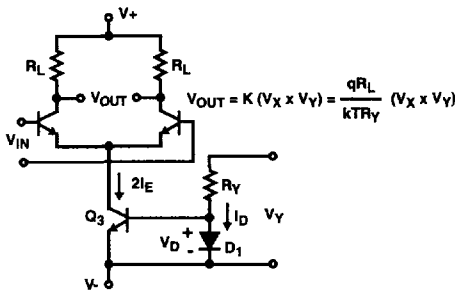 V+
RL
RL
VOUT
VOUT = K (VX x VY) = qRL / kTRY (VX x VY)
VIN
2IE
RY
Q3
ID
VY
VD
+
-
D1
V-